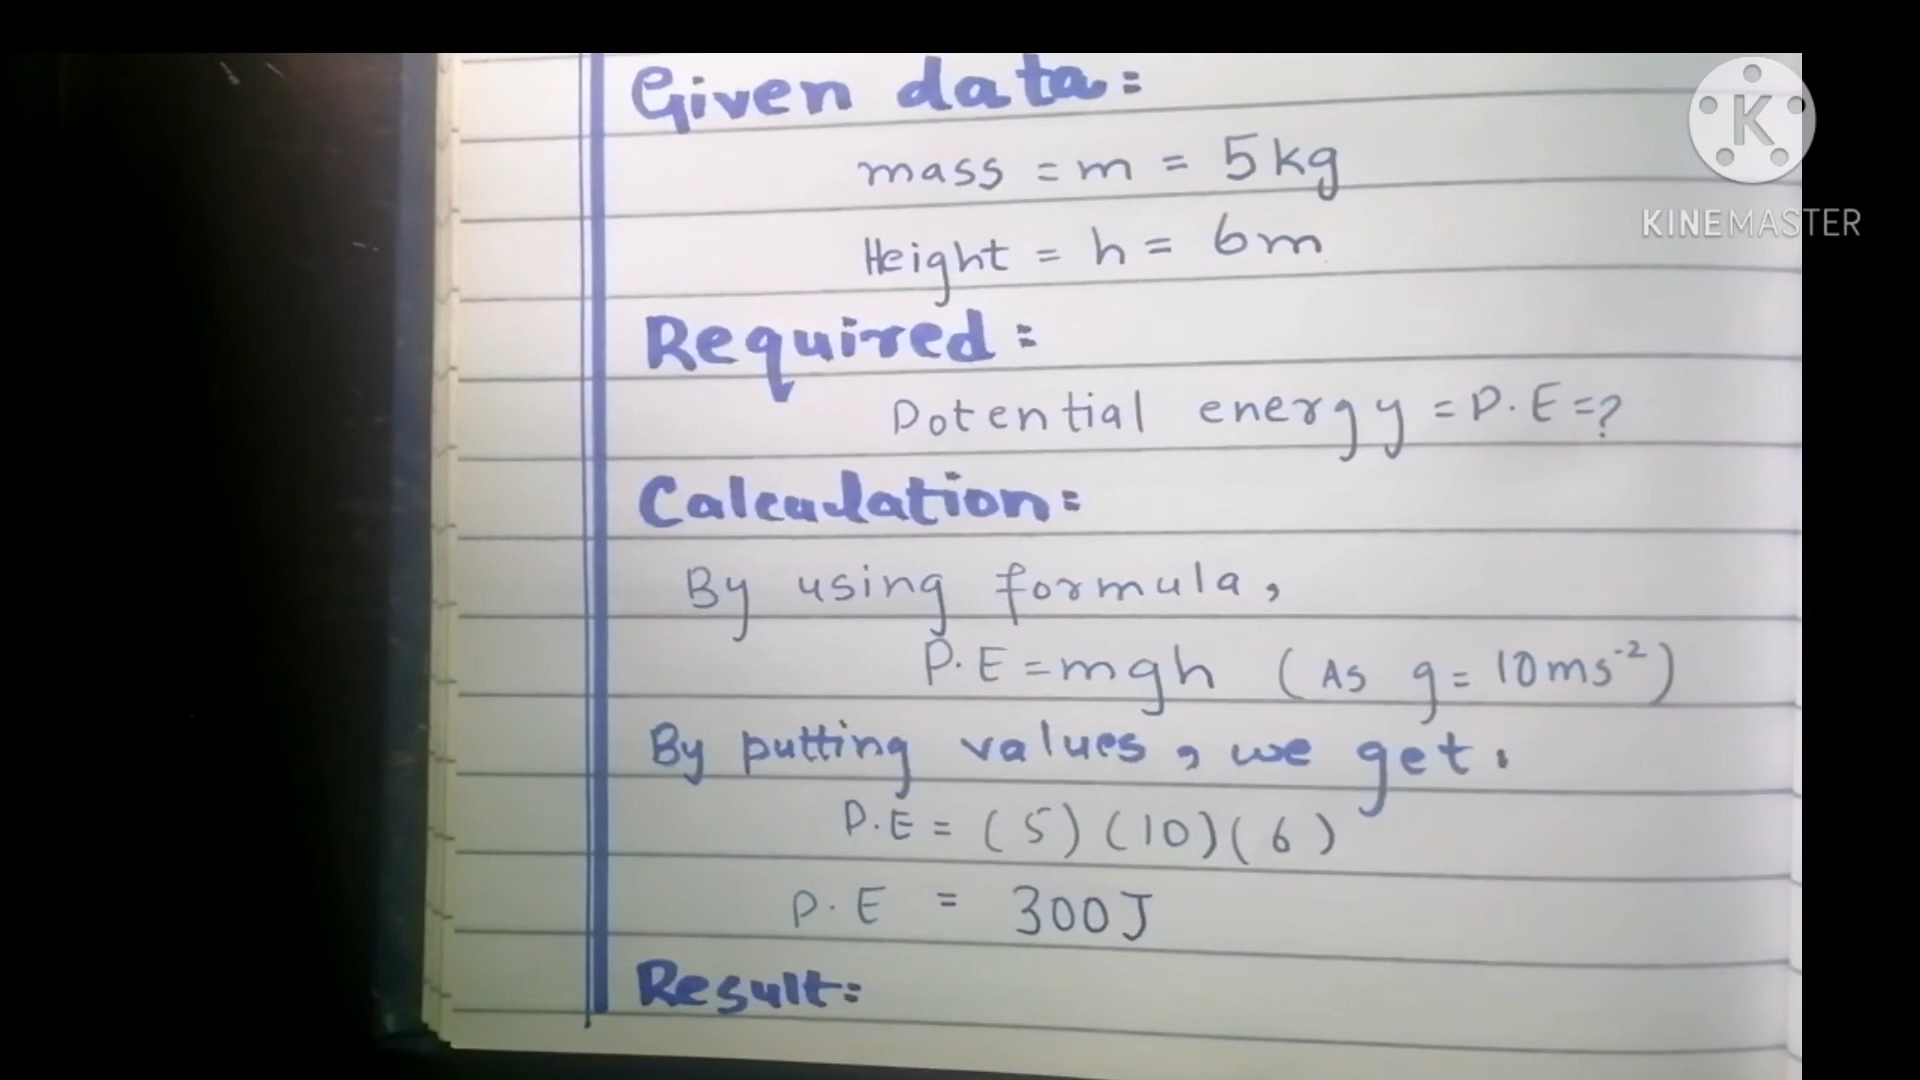 Given data:
mass = m = 5kg
Height = h = 6m
Required:
Potential energy = P.E = ?
Calculation:
By using formula,
P.E = mgh (As g = 10ms⁻²)
By putting values, we get.
P.E = (5) (10) (6)
P.E = 300J
Result:
K
KINEMASTER